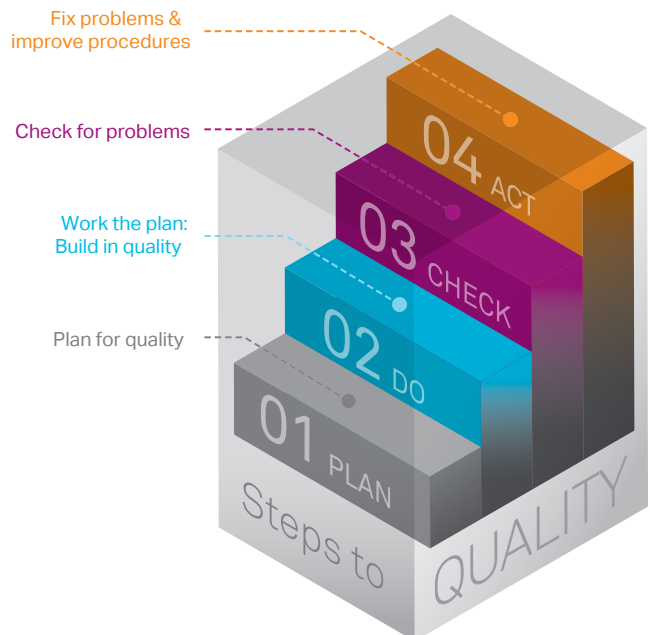 Fix problems &
improve procedures
04 ACT
Check for problems
03 CHECK
Work the plan:
Build in quality
02 DO
Plan for quality
01 PLAN
Steps to
QUALITY